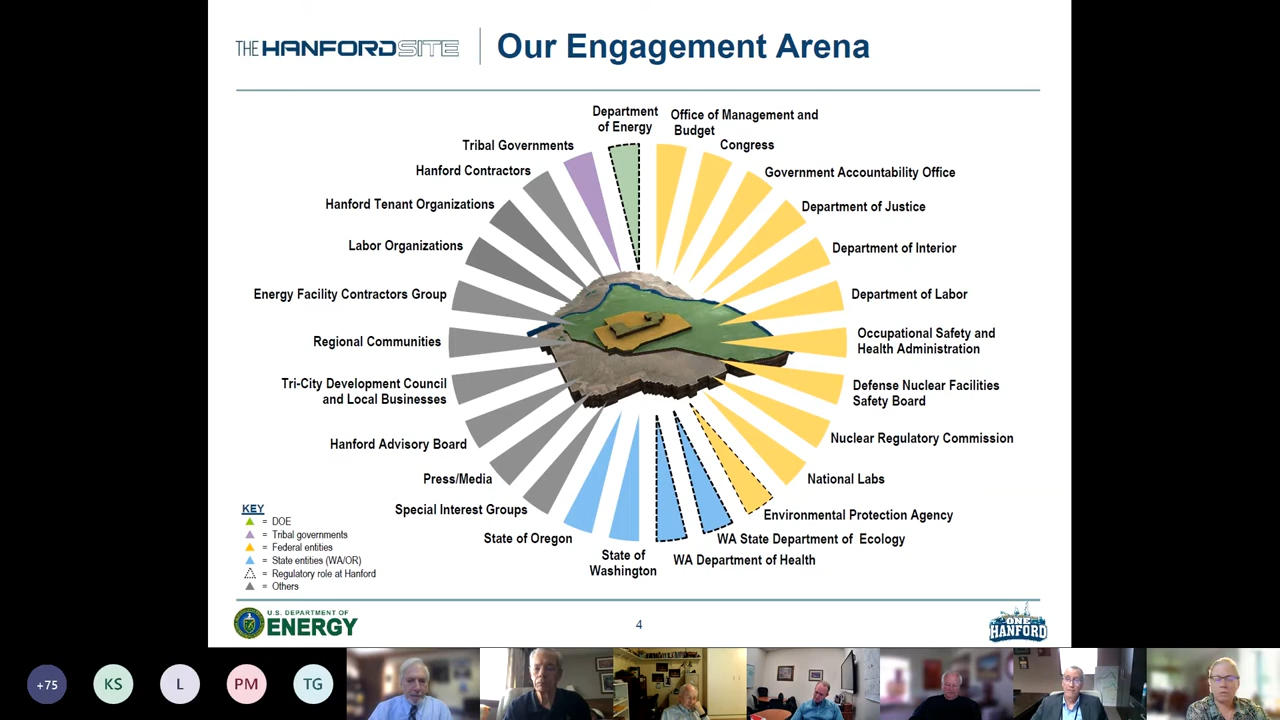 THE HANFORD SITE
Our Engagement Arena
Department
of Energy
Office of Management and
Budget
Tribal Governments
Congress
Hanford Contractors
Government Accountability Office
Hanford Tenant Organizations
Department of Justice
Labor Organizations
Department of Interior
Energy Facility Contractors Group
Department of Labor
Regional Communities
Occupational Safety and
Health Administration
Tri-City Development Council
and Local Businesses
Defense Nuclear Facilities
Safety Board
Hanford Advisory Board
Nuclear Regulatory Commission
Press/Media
National Labs
Special Interest Groups
Environmental Protection Agency
State of Oregon
WA State Department of Ecology
State of
Washington
WA Department of Health
KEY
= DOE
= Tribal governments
= Federal entities
= State entities (WA/OR)
= Regulatory role at Hanford
= Others
U.S. DEPARTMENT OF
ENERGY
4
ONE
HANFORD
+75
KS
L
PM
TG